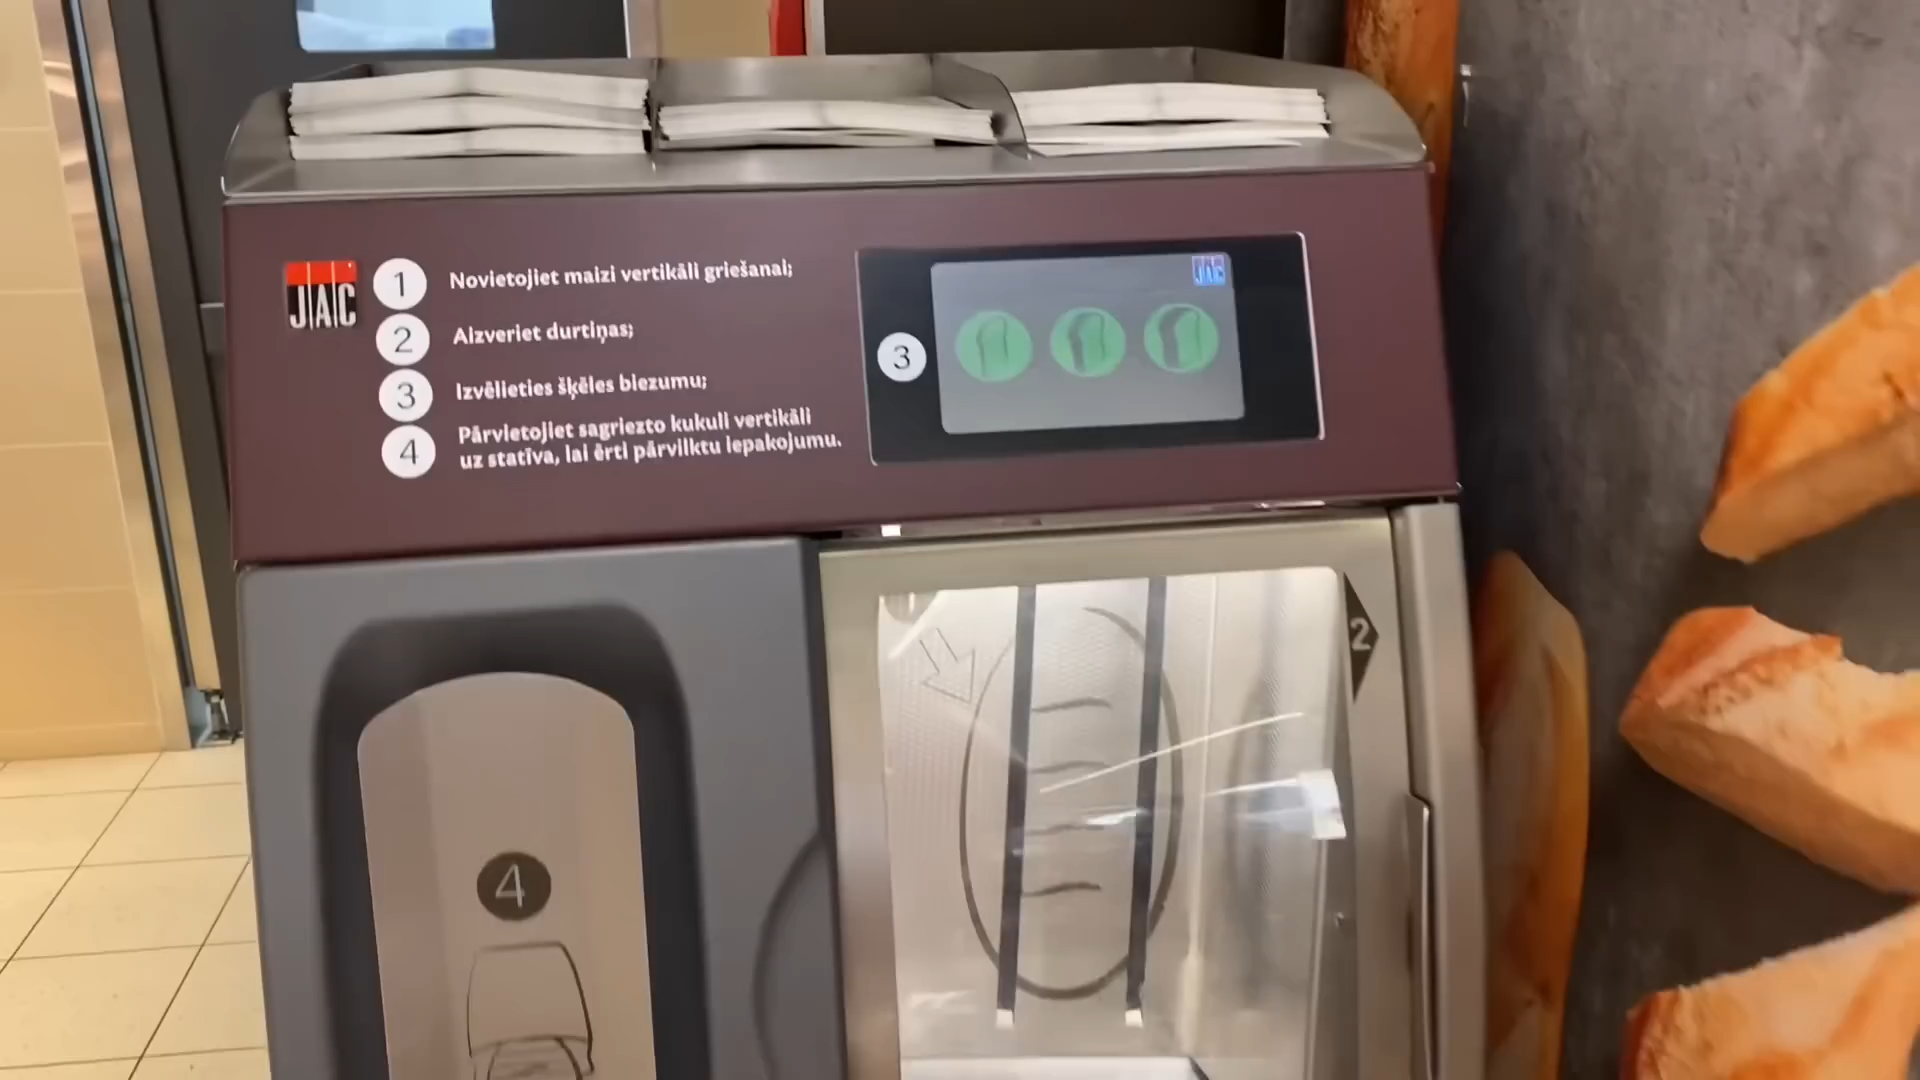 JAC
1 Novietojiet maizi vertikāli griešanai;
2 Aizveriet durtiņas;
3 Izvēlieties šķēles biezumu;
4 Pārvietojiet sagriezto kukuli vertikāli
uz statīva, lai ērti pārvilktu iepakojumu.
3
JAC
2
4